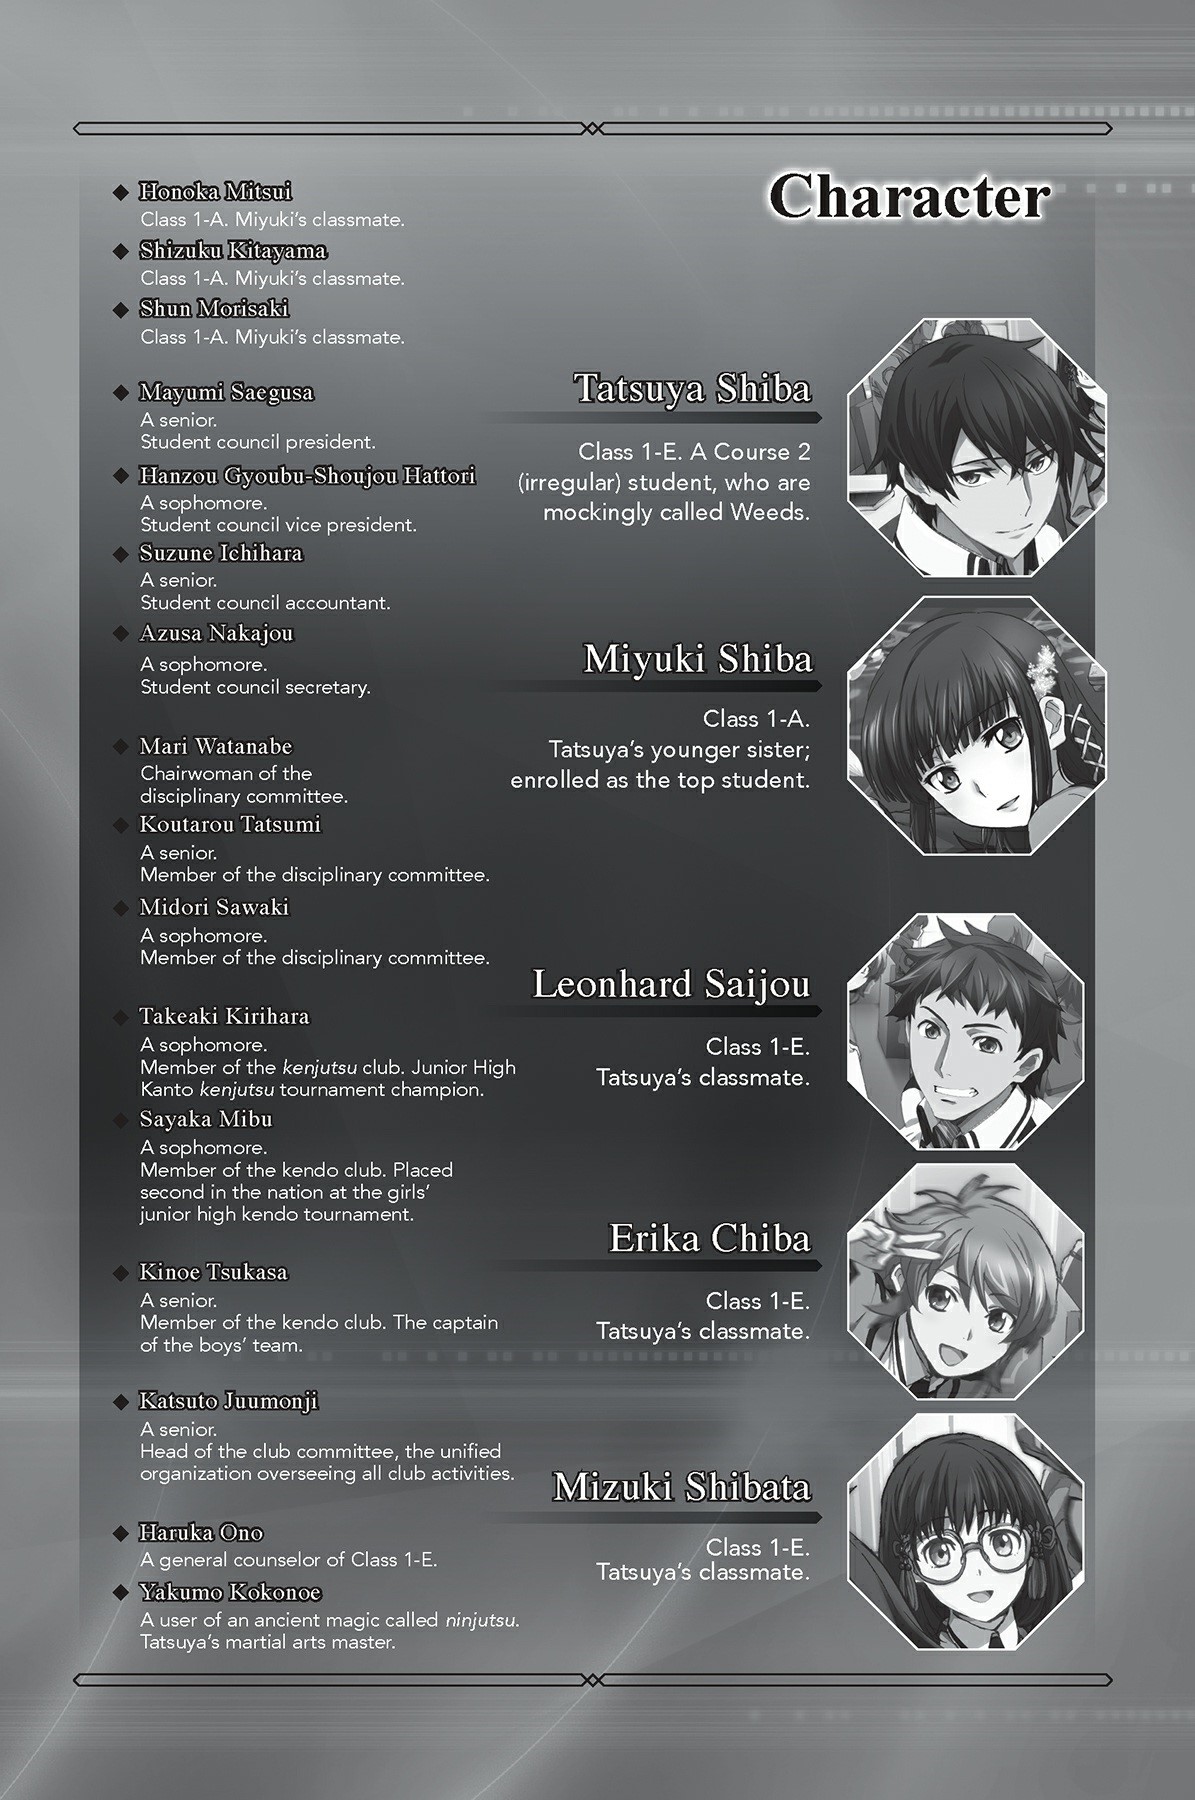 Character
Honoka Mitsui
Class 1-A. Miyuki's classmate.
Shizuku Kitayama
Class 1-A. Miyuki's classmate.
Shun Morisaki
Class 1-A. Miyuki's classmate.
Mayumi Saegusa
A senior.
Student council president.
Hanzou Gyoubu-Shoujou Hattori
A sophomore.
Student council vice president.
Suzune Ichihara
A senior.
Student council accountant.
Azusa Nakajou
A sophomore.
Student council secretary.
Mari Watanabe
Chairwoman of the
disciplinary committee.
Koutarou Tatsumi
A senior.
Member of the disciplinary committee.
Midori Sawaki
A sophomore.
Member of the disciplinary committee.
Takeaki Kirihara
A sophomore.
Member of the kenjutsu club. Junior High
Kanto kenjutsu tournament champion.
Sayaka Mibu
A sophomore.
Member of the kendo club. Placed
second in the nation at the girls'
junior high kendo tournament.
Kinoe Tsukasa
A senior.
Member of the kendo club. The captain
of the boys' team.
Katsuto Juumonji
A senior.
Head of the club committee, the unified
organization overseeing all club activities.
Haruka Ono
A general counselor of Class 1-E.
Yakumo Kokonoe
A user of an ancient magic called ninjutsu.
Tatsuya's martial arts master.
Tatsuya Shiba
Class 1-E. A Course 2
(irregular) student, who are
mockingly called Weeds.
Miyuki Shiba
Class 1-A.
Tatsuya's younger sister;
enrolled as the top student.
Leonhard Saijou
Class 1-E.
Tatsuya's classmate.
Erika Chiba
Class 1-E.
Tatsuya's classmate.
Mizuki Shibata
Class 1-E.
Tatsuya's classmate.